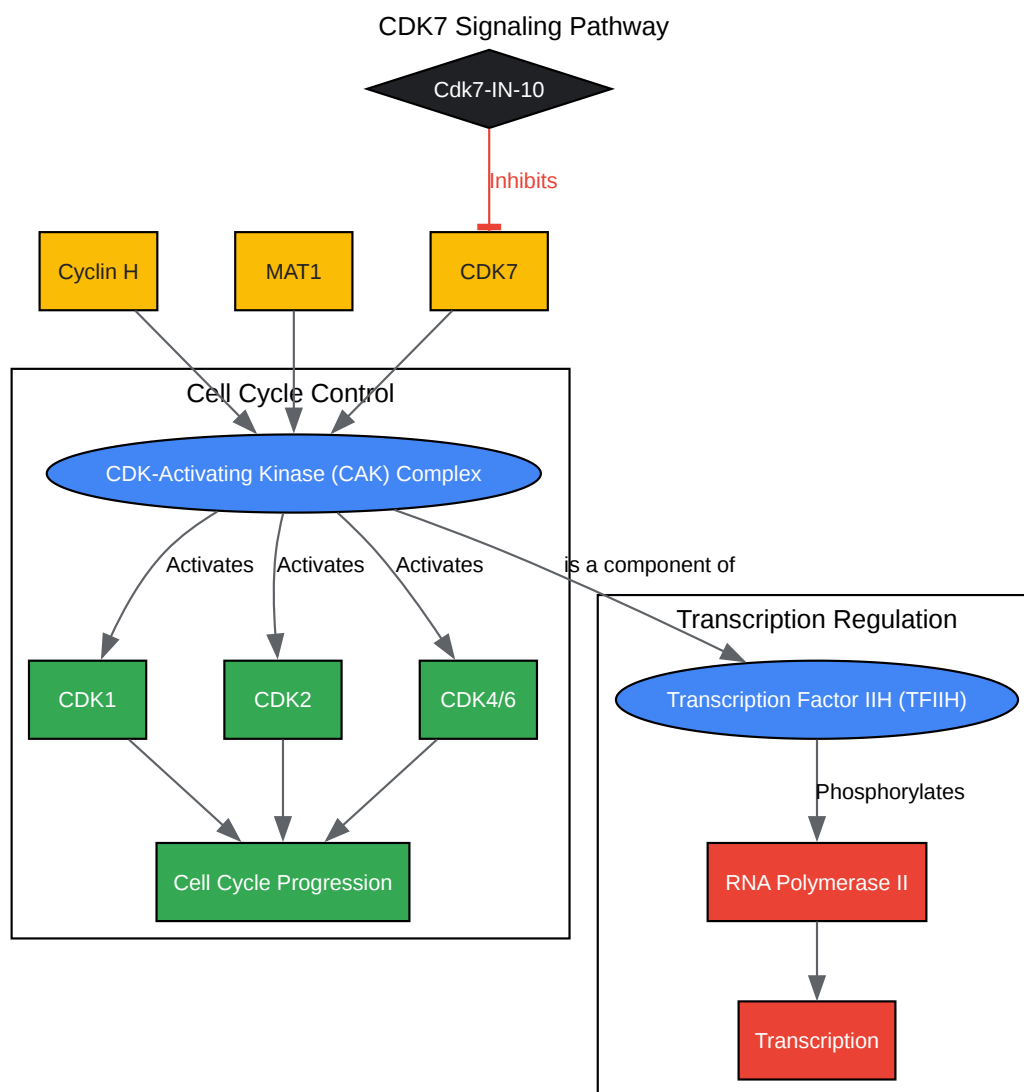 CDK7 Signaling Pathway
Cdk7-IN-10
Inhibits
Cyclin H
MAT1
CDK7
Cell Cycle Control
CDK-Activating Kinase (CAK) Complex
Activates
Activates
Activates
is a component of
Transcription Regulation
CDK1
CDK2
CDK4/6
Transcription Factor IIH (TFIIH)
Phosphorylates
Cell Cycle Progression
RNA Polymerase II
Transcription